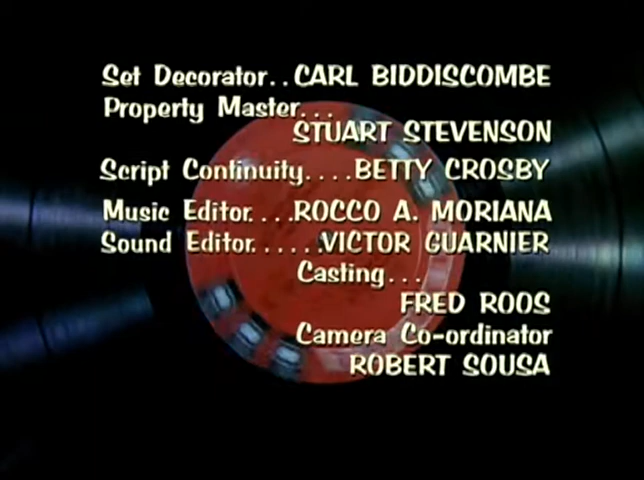 Set Decorator..CARL BIDDISCOMBE
Property Master...
STUART STEVENSON
Script Continuity....BETTY CROSBY
Music Editor....ROCCO A. MORIANA
Sound Editor......VICTOR GUARNIER
Casting...
FRED ROOS
Camera Co-ordinator
ROBERT SOUSA